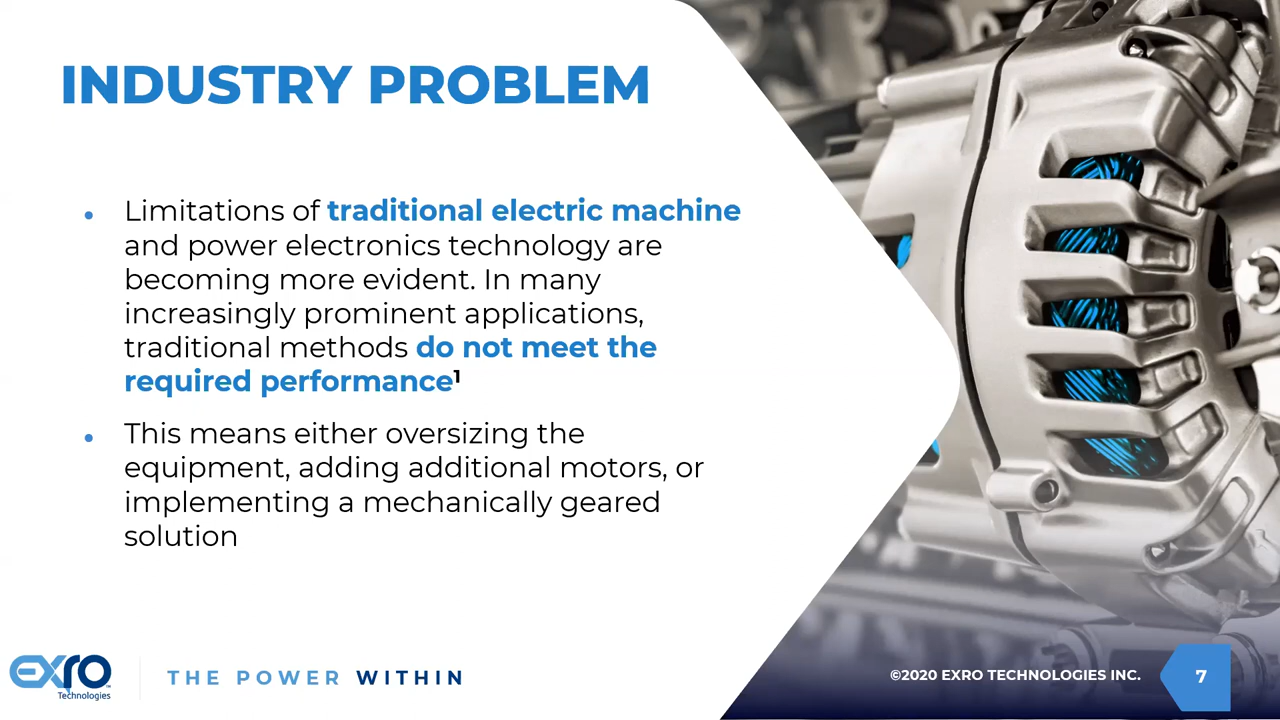 INDUSTRY PROBLEM
• Limitations of traditional electric machine
and power electronics technology are
becoming more evident. In many
increasingly prominent applications,
traditional methods do not meet the
required performance¹
• This means either oversizing the
equipment, adding additional motors, or
implementing a mechanically geared
solution
EXRO
Technologies
THE POWER WITHIN
©2020 EXRO TECHNOLOGIES INC.
7